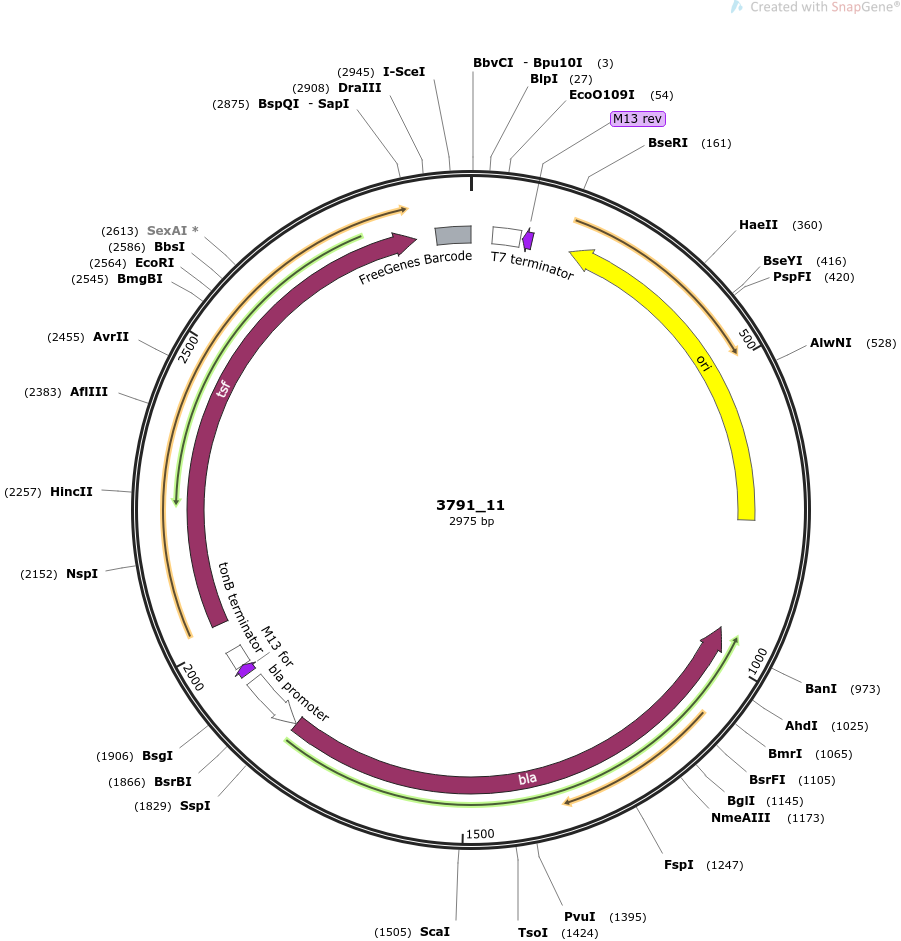 Created with SnapGene®
(2945) I-SceI
(2908) DraIII
(2875) BspQI - SapI
BbvCI - Bpu10I (3)
BlpI (27)
EcoO109I (54)
M13 rev
BseRI (161)
HaeII (360)
BseYI (416)
PspFI (420)
AlwNI (528)
(2613) SexAI *
(2586) BbsI
(2564) EcoRI
(2545) BmgBI
(2455) AvrII
(2383) AflIII
(2257) HincII
(2152) NspI
FreeGenes Barcode
T7 terminator
500
2500
ori
tsf
3791_11
2975 bp
tonB terminator
M13 for
bla promoter
2000
1000
bla
1500
BanI (973)
AhdI (1025)
BmrI (1065)
BsrFI (1105)
BglI (1145)
NmeAIII (1173)
FspI (1247)
(1906) BsgI
(1866) BsrBI
(1829) SspI
PvuI (1395)
TsoI (1424)
(1505) ScaI